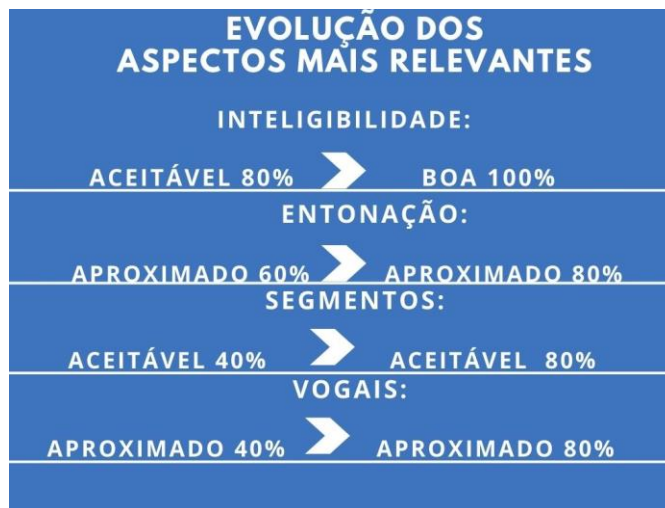 EVOLUÇÃO DOS
ASPECTOS MAIS RELEVANTES
INTELIGIBILIDADE:
ACEITÁVEL 80% BOA 100%
ENTONAÇÃO:
APROXIMADO 60% APROXIMADO 80%
SEGMENTOS:
ACEITÁVEL 40% ACEITÁVEL 80%
VOGAIS:
APROXIMADO 40% APROXIMADO 80%